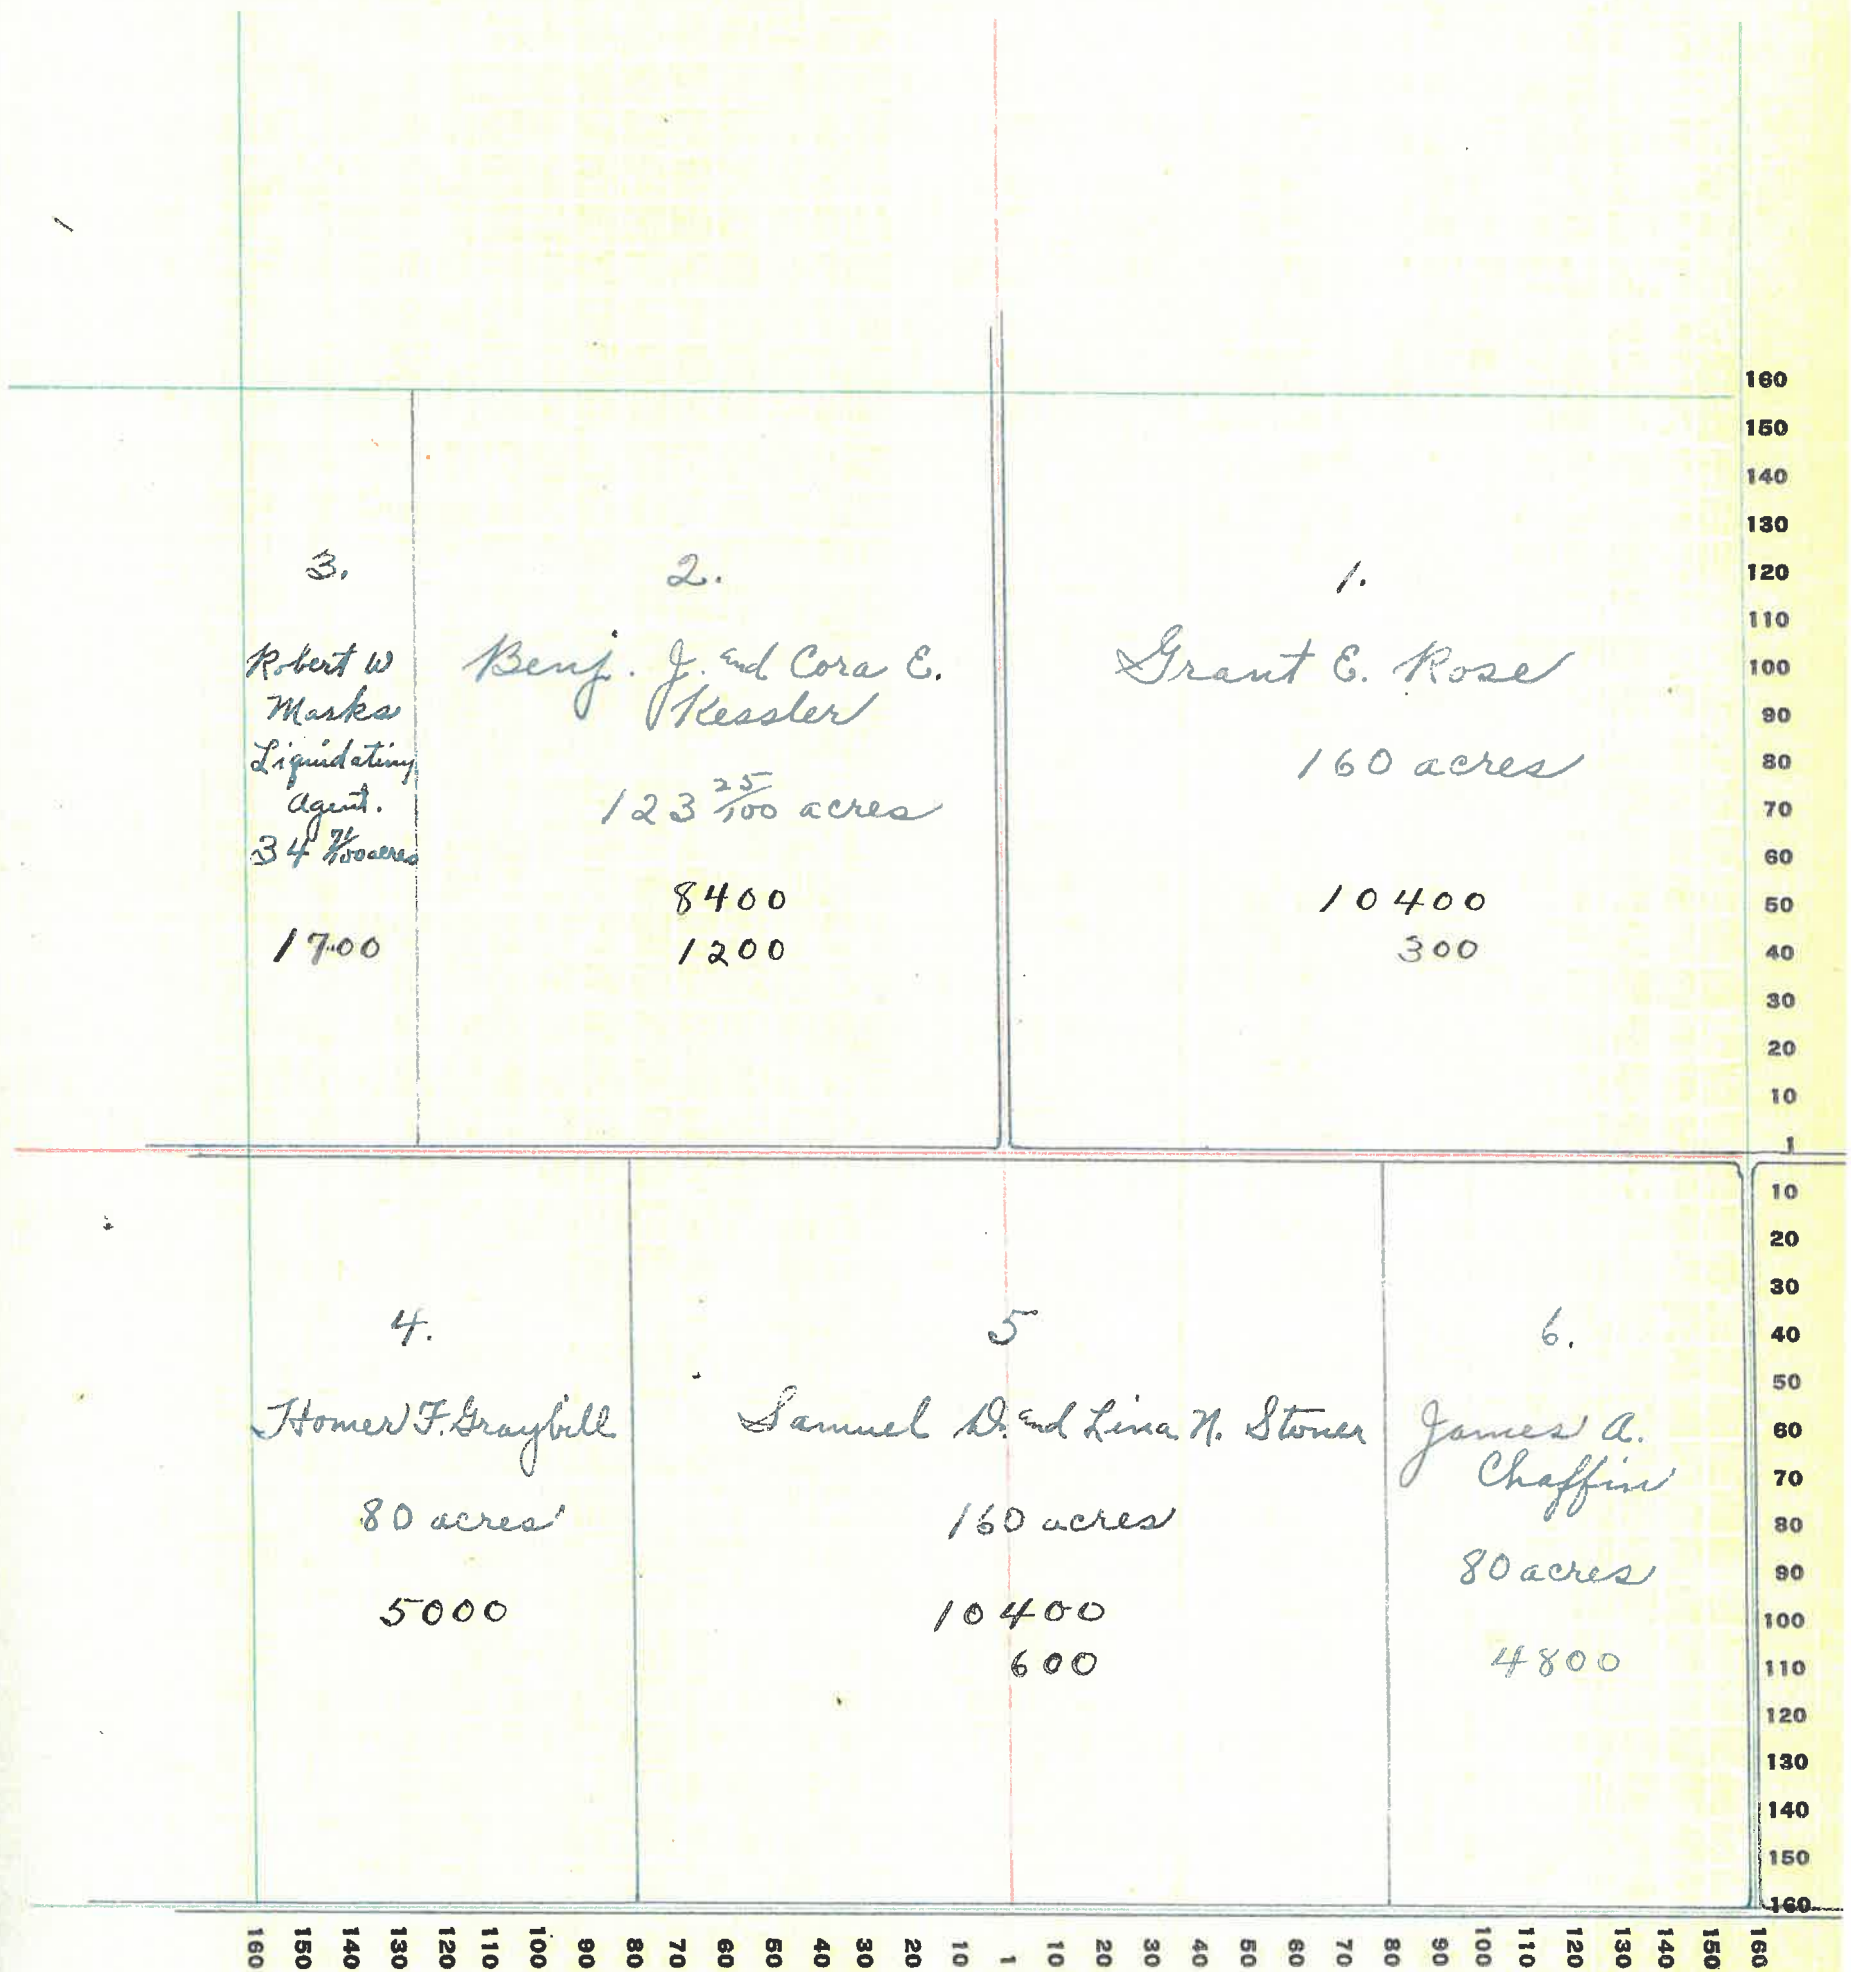 3.
Robert W
Marks
Liquidating
Agent.
34 71/100 acres
1700
2.
Benj. J. and Cora E.
Kessler
123 25/100 acres
8400
1200
1.
Grant E. Rose
160 acres
10400
300
160
150
140
130
120
110
100
90
80
70
60
50
40
30
20
10
1
10
20
30
40
50
60
70
80
90
100
110
120
130
140
150
160
4.
Homer F. Graybill
80 acres
5000
5
Samuel D. and Lina N. Stoner
160 acres
10400
600
6.
James A.
Chaffin
80 acres
4800
160 150 140 130 120 110 100 90 80 70 60 50 40 30 20 10 1 10 20 30 40 50 60 70 80 90 100 110 120 130 140 150 160